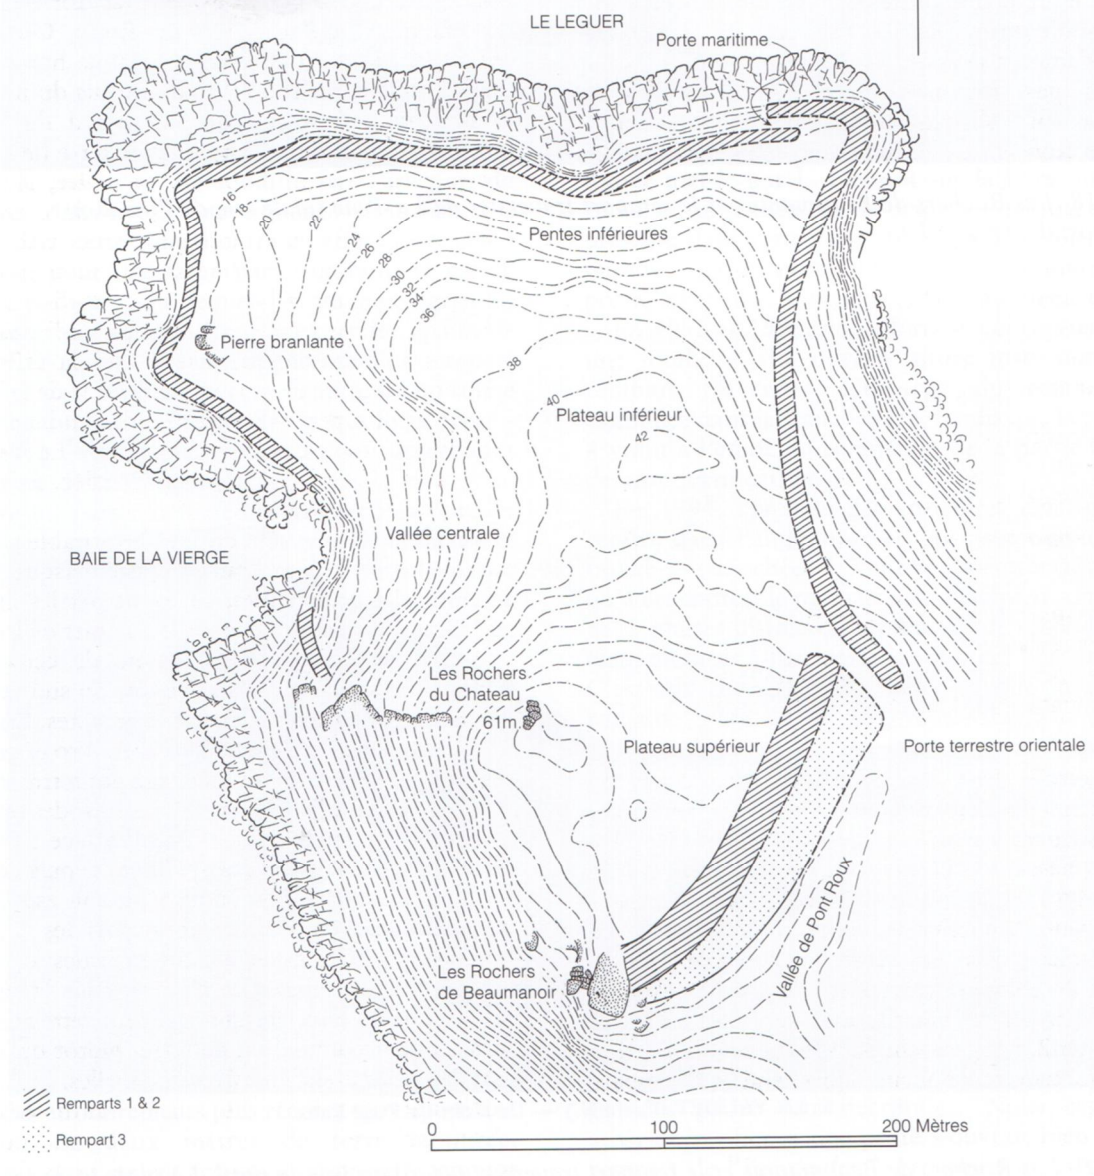 LE LEGUER
Porte maritime
16
18
20
22
24
26
28
30
32
34
36
Pentes inférieures
Pierre branlante
38
40
Plateau inférieur
42
Vallée centrale
BAIE DE LA VIERGE
Les Rochers
du Chateau
61m.
Plateau supérieur
Porte terrestre orientale
Vallée de Pont Roux
Les Rochers
de Beaumanoir
Remparts 1 & 2
Rempart 3
0 100 200 Mètres